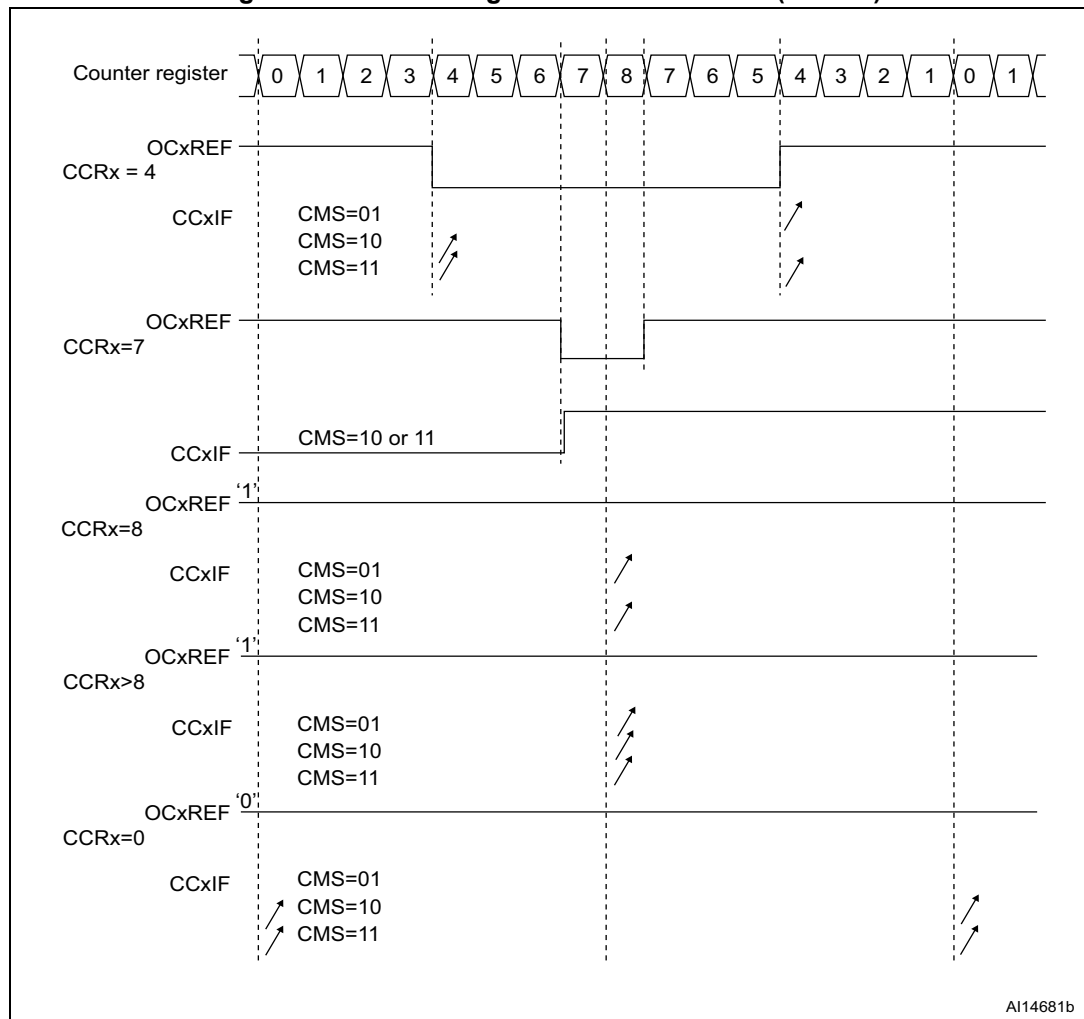 Counter register 0 1 2 3 4 5 6 7 8 7 6 5 4 3 2 1 0 1
OCxREF
CCRx = 4
CCxIF
CMS=01
CMS=10
CMS=11
OCxREF
CCRx=7
CMS=10 or 11
CCxIF
OCxREF '1'
CCRx=8
CCxIF
CMS=01
CMS=10
CMS=11
OCxREF '1'
CCRx>8
CCxIF
CMS=01
CMS=10
CMS=11
OCxREF '0'
CCRx=0
CCxIF
CMS=01
CMS=10
CMS=11
AI14681b